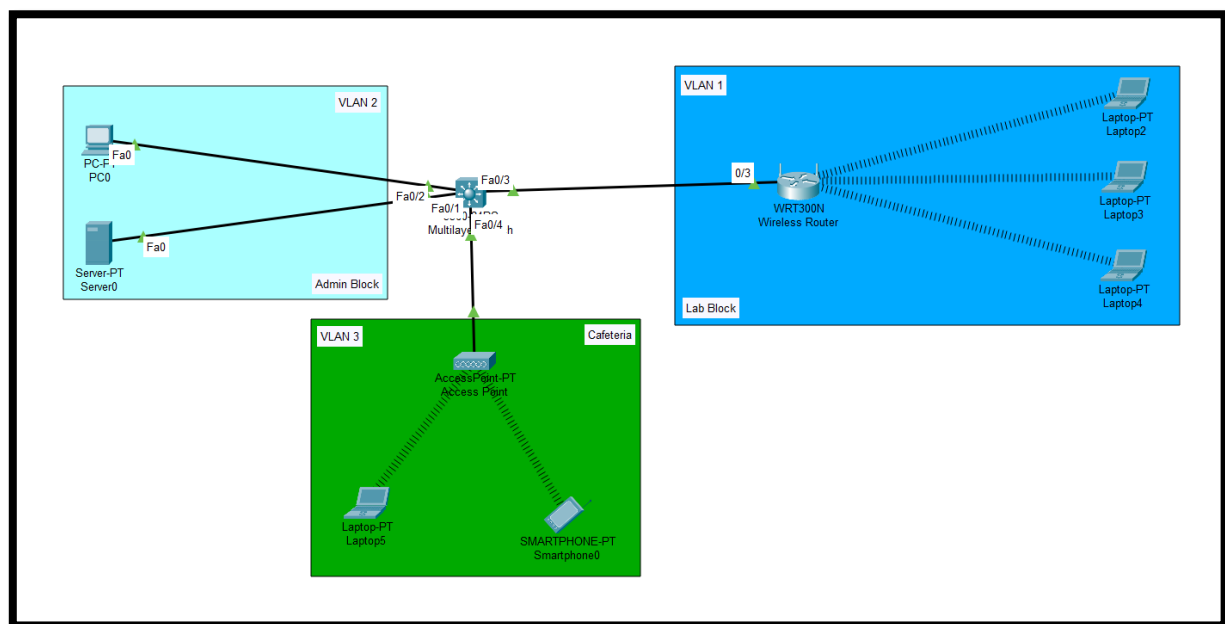 VLAN 2
Fa0
PC0
Fa0/2
Fa0/1
Fa0
Server-PT
Server0
Admin Block
Fa0/3
Fa0/4
VLAN 1
0/3
WRT300N
Wireless Router
Laptop-PT
Laptop2
Laptop-PT
Laptop3
Laptop-PT
Laptop4
Lab Block
VLAN 3
Cafeteria
AccessPoint-PT
Access Point
Laptop-PT
Laptop5
SMARTPHONE-PT
Smartphone0